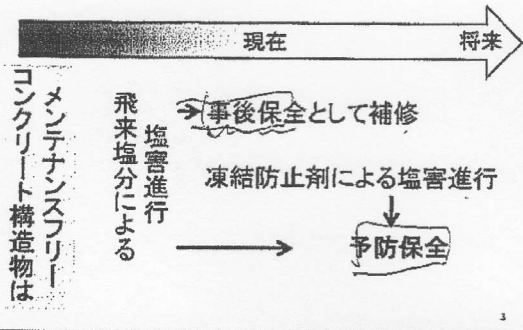 現在
将来
コンクリート構造物は
メンテナンスフリー
飛来塩分による
塩害進行
事後保全として補修
凍結防止剤による塩害進行
予防保全
3